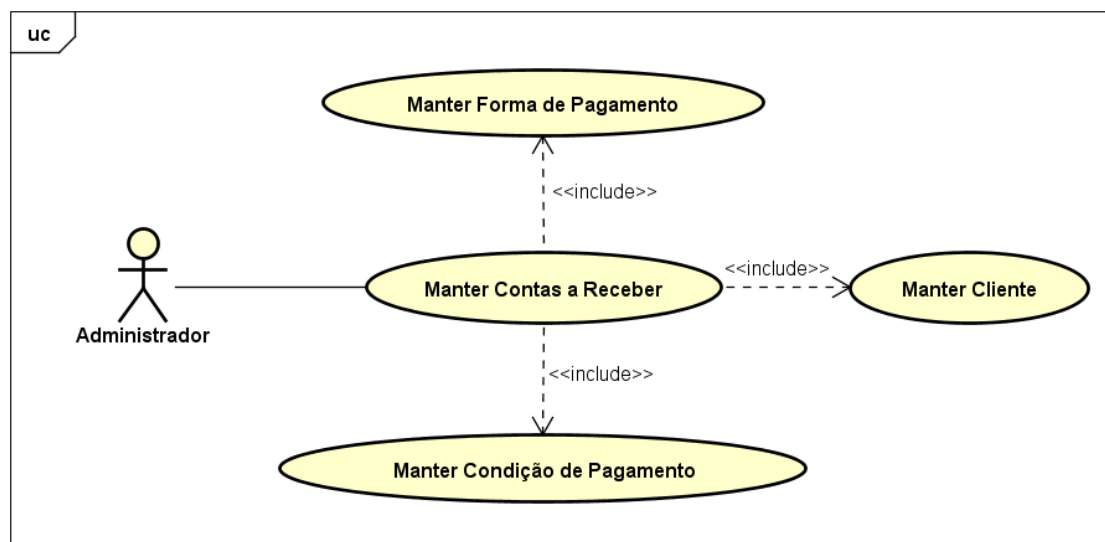 uc
Manter Forma de Pagamento
<<include>>
<<include>>
Manter Contas a Receber
Manter Cliente
Administrador
<<include>>
Manter Condição de Pagamento